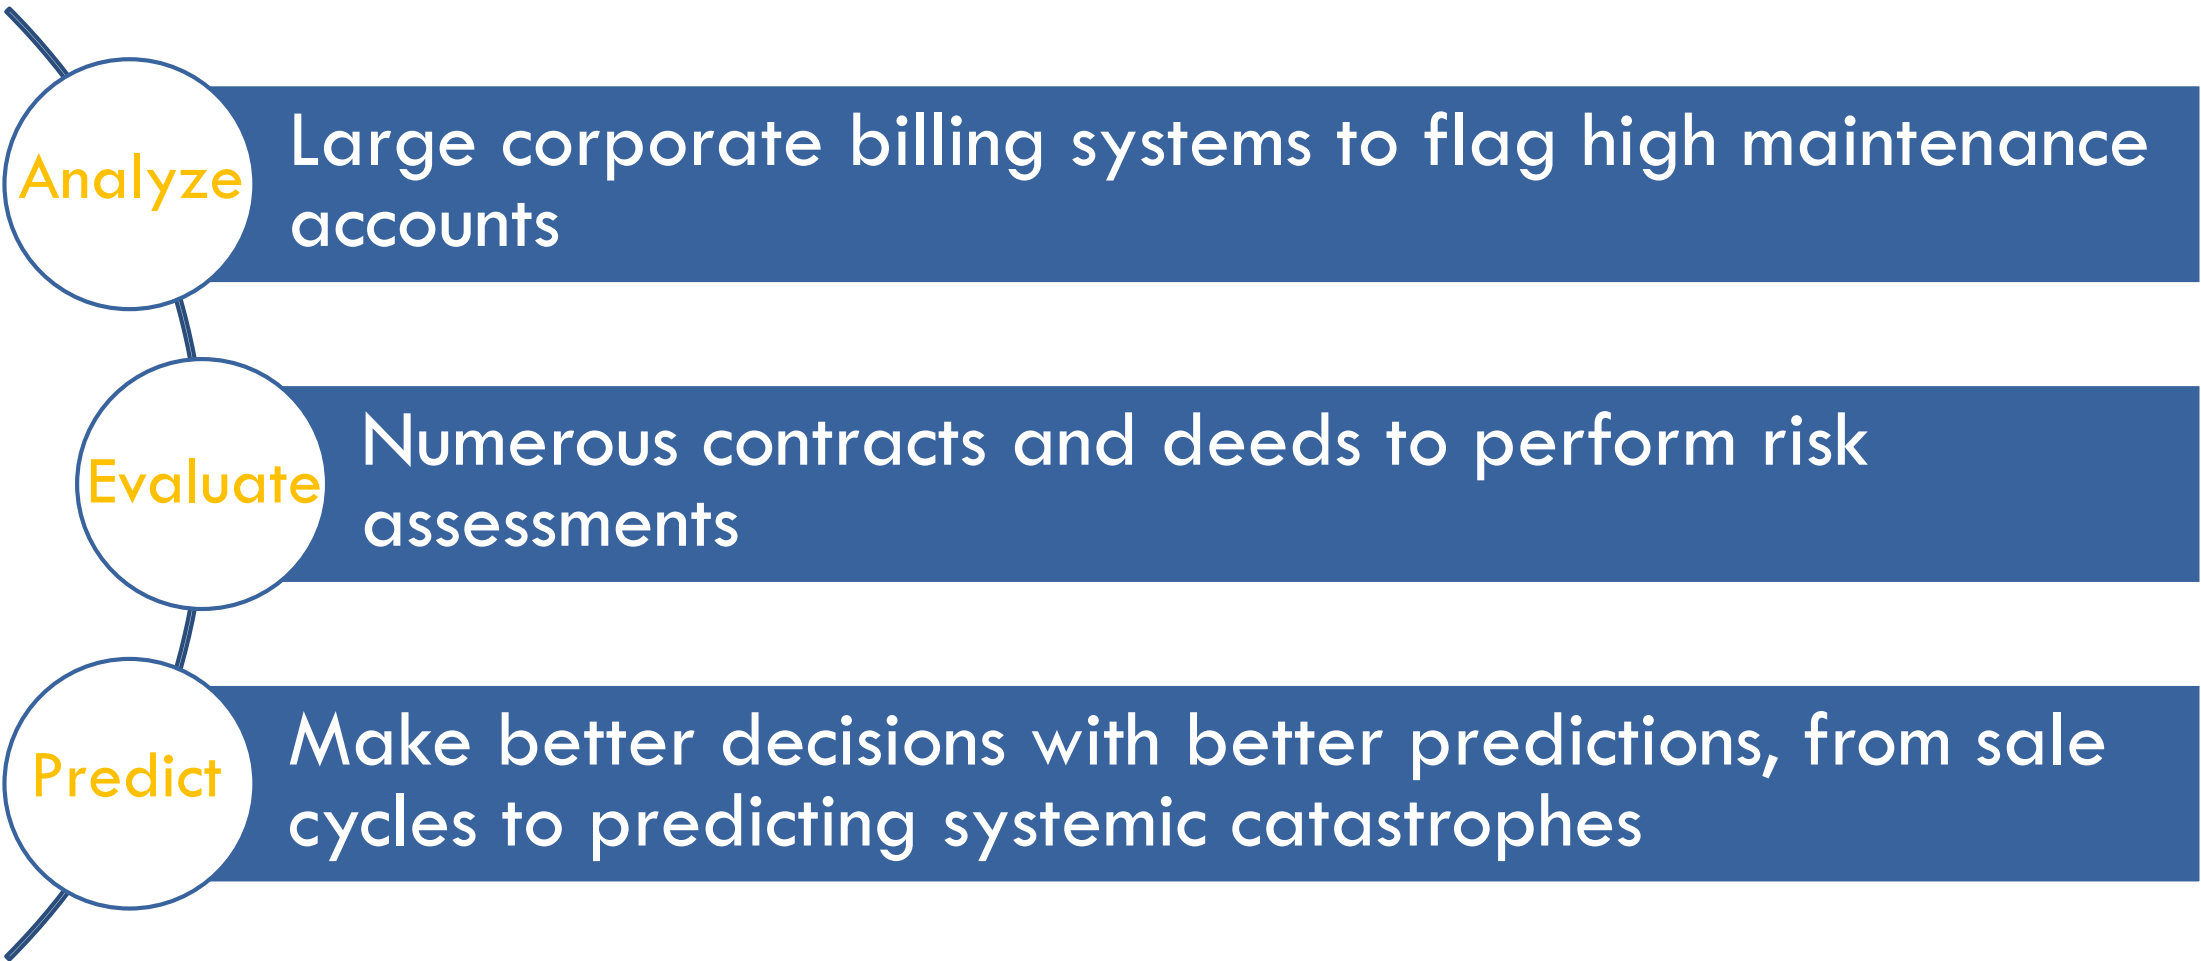 Analyze
Large corporate billing systems to flag high maintenance
accounts
Evaluate
Numerous contracts and deeds to perform risk
assessments
Predict
Make better decisions with better predictions, from sale
cycles to predicting systemic catastrophes